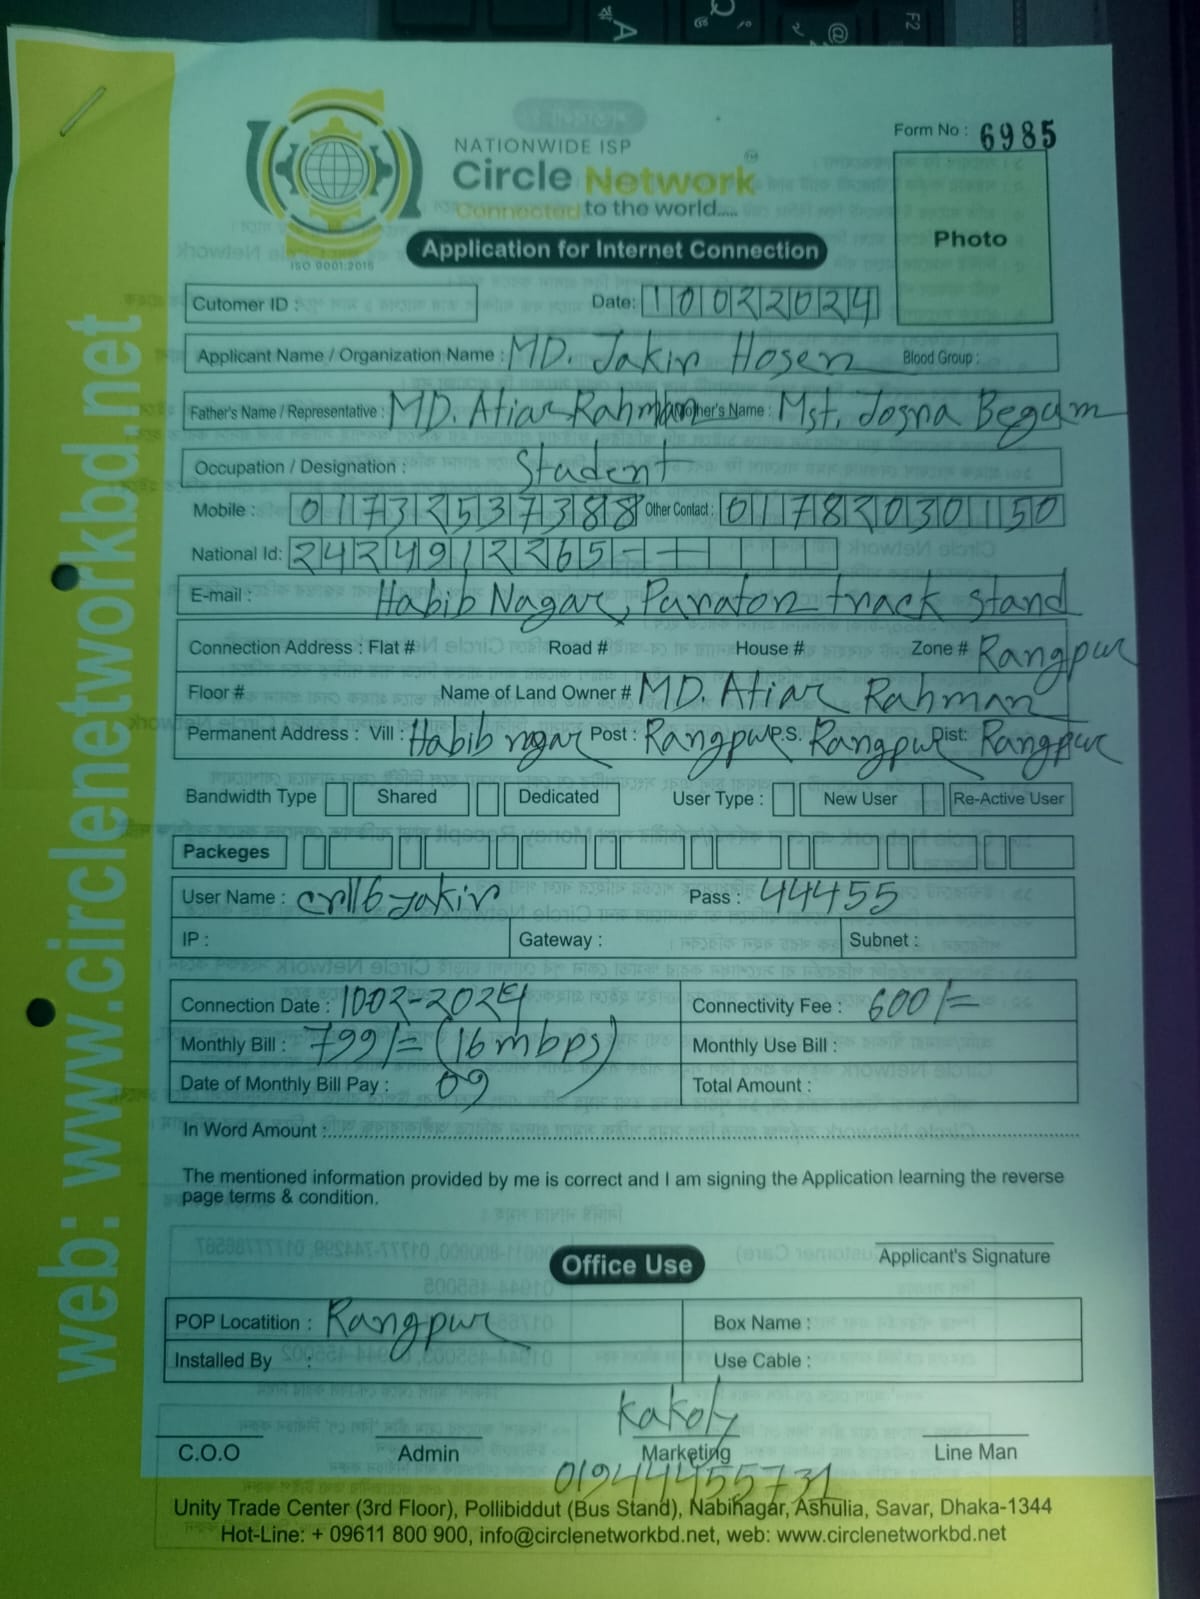 Form No : 6985
NATIONWIDE ISP
Circle Network
Connected to the world.....
ISO 9001:2015
Application for Internet Connection
Photo
Cutomer ID :
Date: 10022024
Applicant Name / Organization Name : MD. Jakir Hosen Blood Group :
Father's Name / Representative : MD. Atiar Rahman Mother's Name : Mst. Josna Begam
Occupation / Designation : Student
Mobile : 01732537388 Other Contact : 01782030150
National Id: 2424912265
E-mail : Habib Nagar, Puraton track stand
Connection Address : Flat # Road # House # Zone # Rangpur
Floor # Name of Land Owner # MD. Atiar Rahman
Permanent Address : Vill : Habib nogar Post : Rangpur P.S. Rangpur Dist: Rangpur
Bandwidth Type Shared Dedicated User Type : New User Re-Active User
Packeges
User Name : Pass : 44455
IP : Gateway : Subnet :
Connection Date : 1002-2024 Connectivity Fee : 600/=
Monthly Bill : 799/= (16 mbps) Monthly Use Bill :
Date of Monthly Bill Pay : 09 Total Amount :
In Word Amount :
The mentioned information provided by me is correct and I am signing the Application learning the reverse
page terms & condition.
Applicant's Signature
Office Use
POP Locatition : Rangpur Box Name :
Installed By : Use Cable :
Kakoly
C.O.O Admin Marketing Line Man
01944455731
Unity Trade Center (3rd Floor), Pollibiddut (Bus Stand), Nabinagar, Ashulia, Savar, Dhaka-1344
Hot-Line: + 09611 800 900, info@circlenetworkbd.net, web: www.circlenetworkbd.net
web: www.circlenetworkbd.net